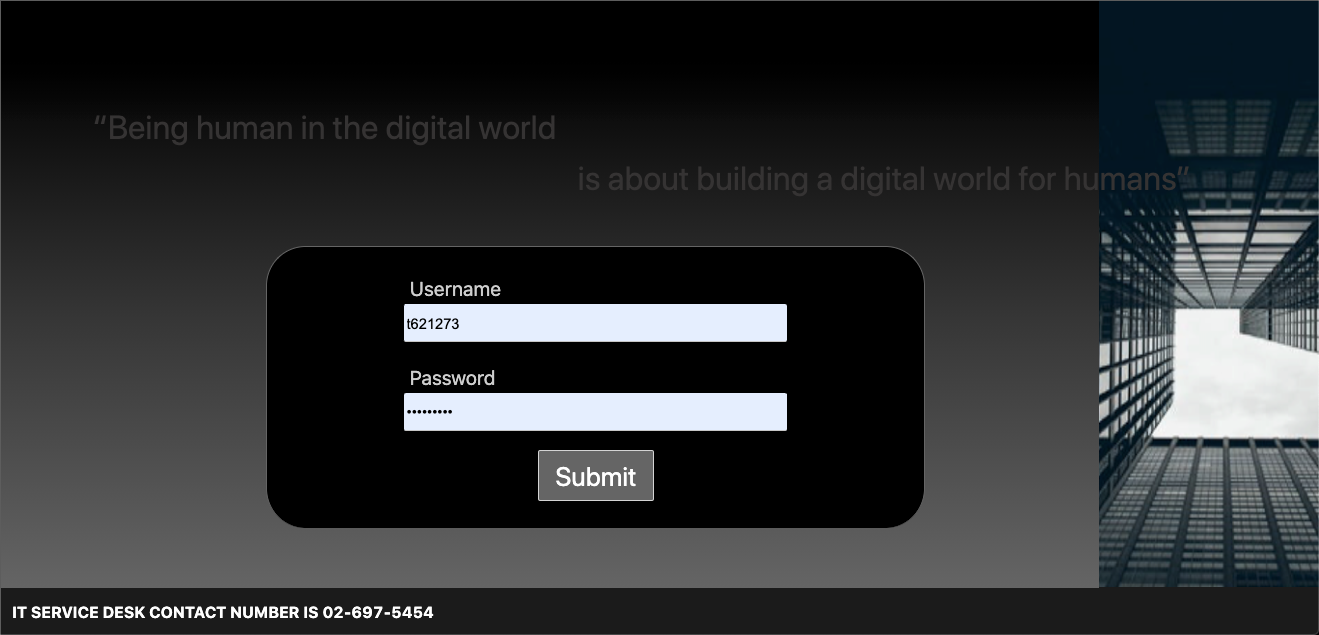 “Being human in the digital world
is about building a digital world for humans”
Username
t621273
Password
•••••••••
Submit
IT SERVICE DESK CONTACT NUMBER IS 02-697-5454